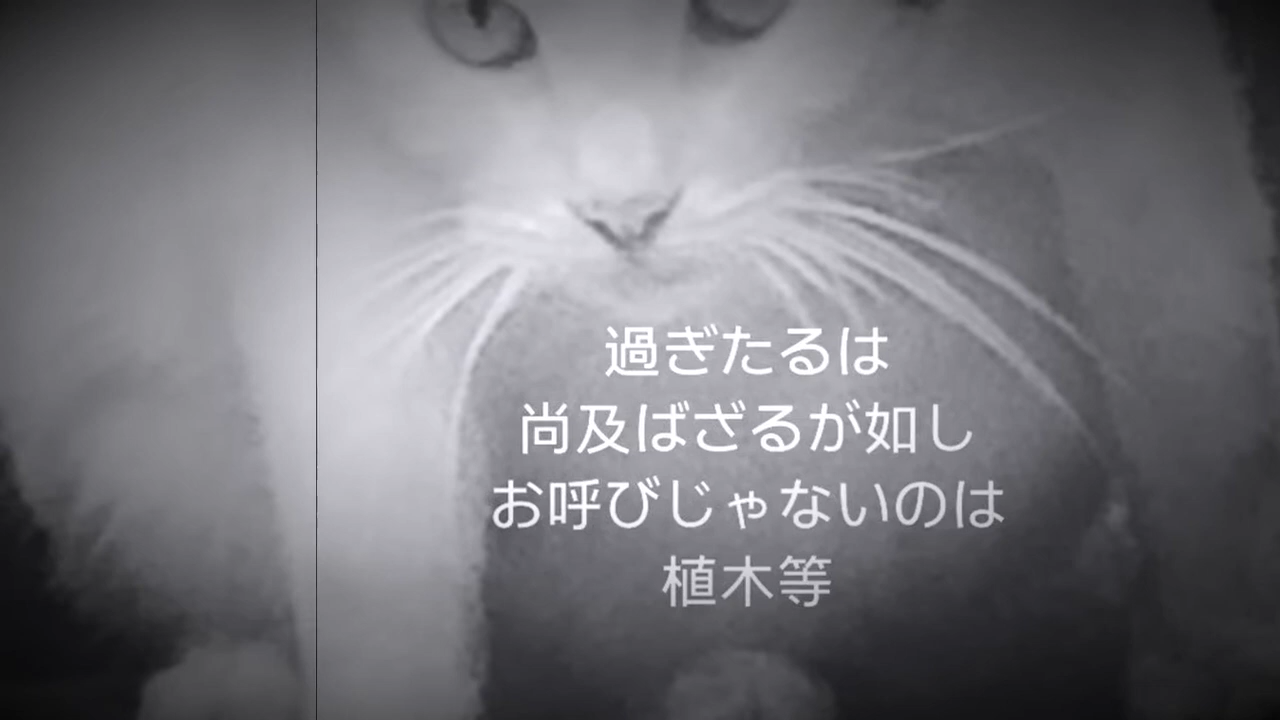 過ぎたるは
尚及ばざるが如し
お呼びじゃないのは
植木等